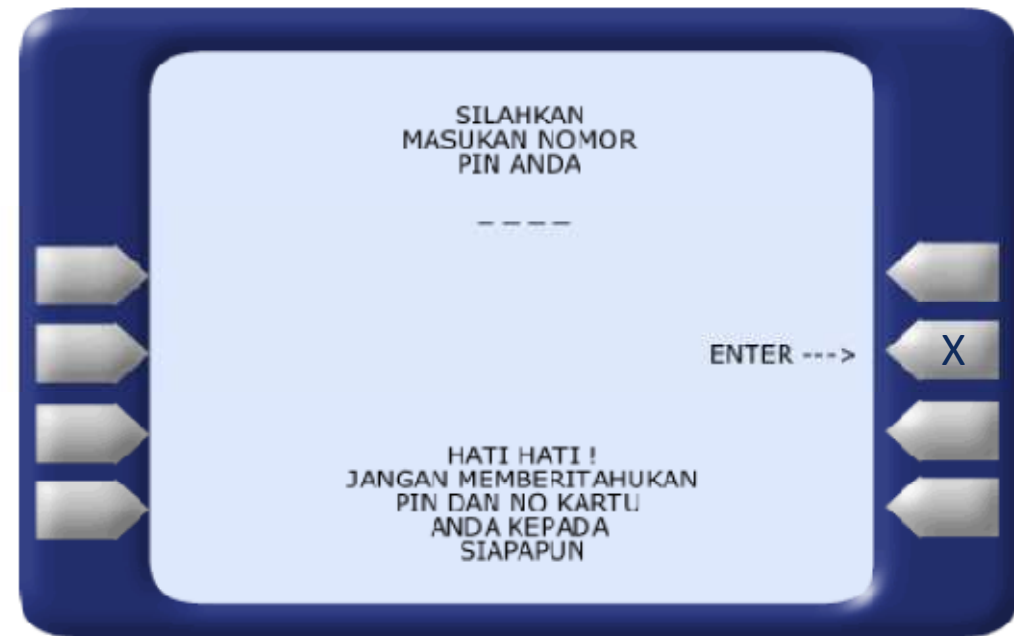 SILAHKAN
MASUKAN NOMOR
PIN ANDA
_ _ _ _
ENTER --->
X
HATI HATI !
JANGAN MEMBERITAHUKAN
PIN DAN NO KARTU
ANDA KEPADA
SIAPAPUN